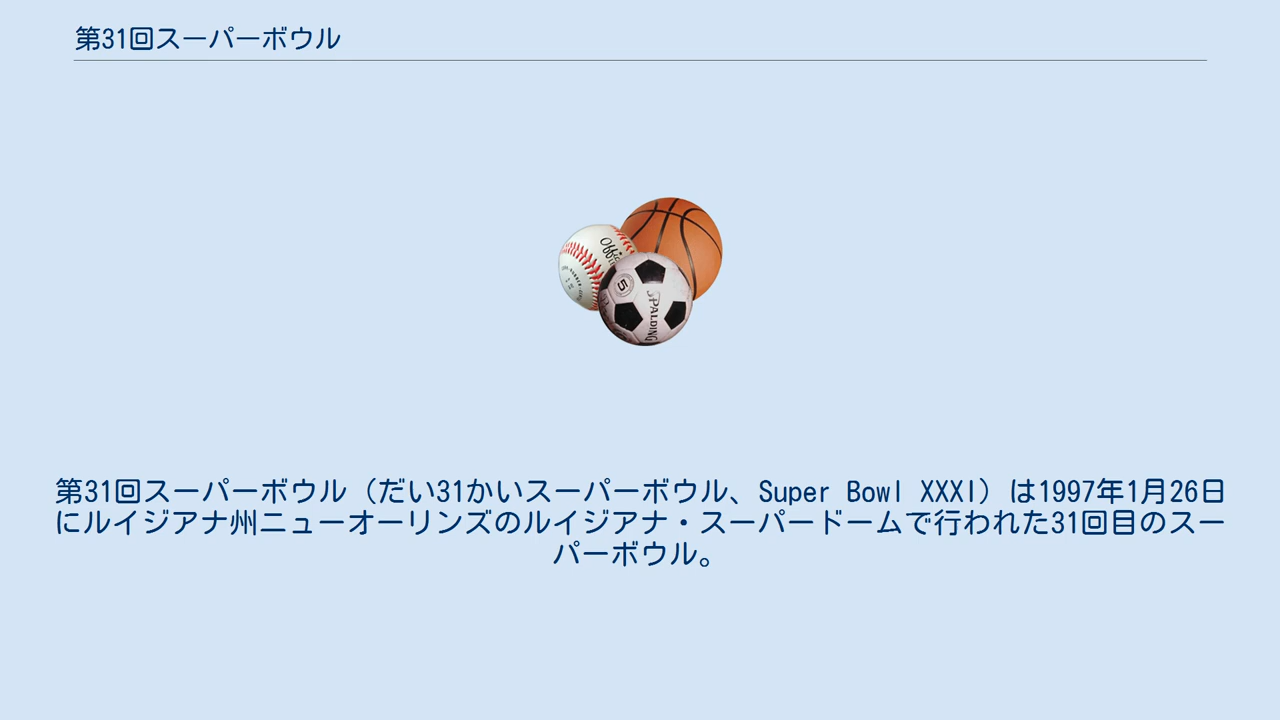 第31回スーパーボウル
Offici
5
SPALDING
第31回スーパーボウル（だい31かいスーパーボウル、Super Bowl XXXI）は1997年1月26日
にルイジアナ州ニューオーリンズのルイジアナ・スーパードームで行われた31回目のスー
パーボウル。